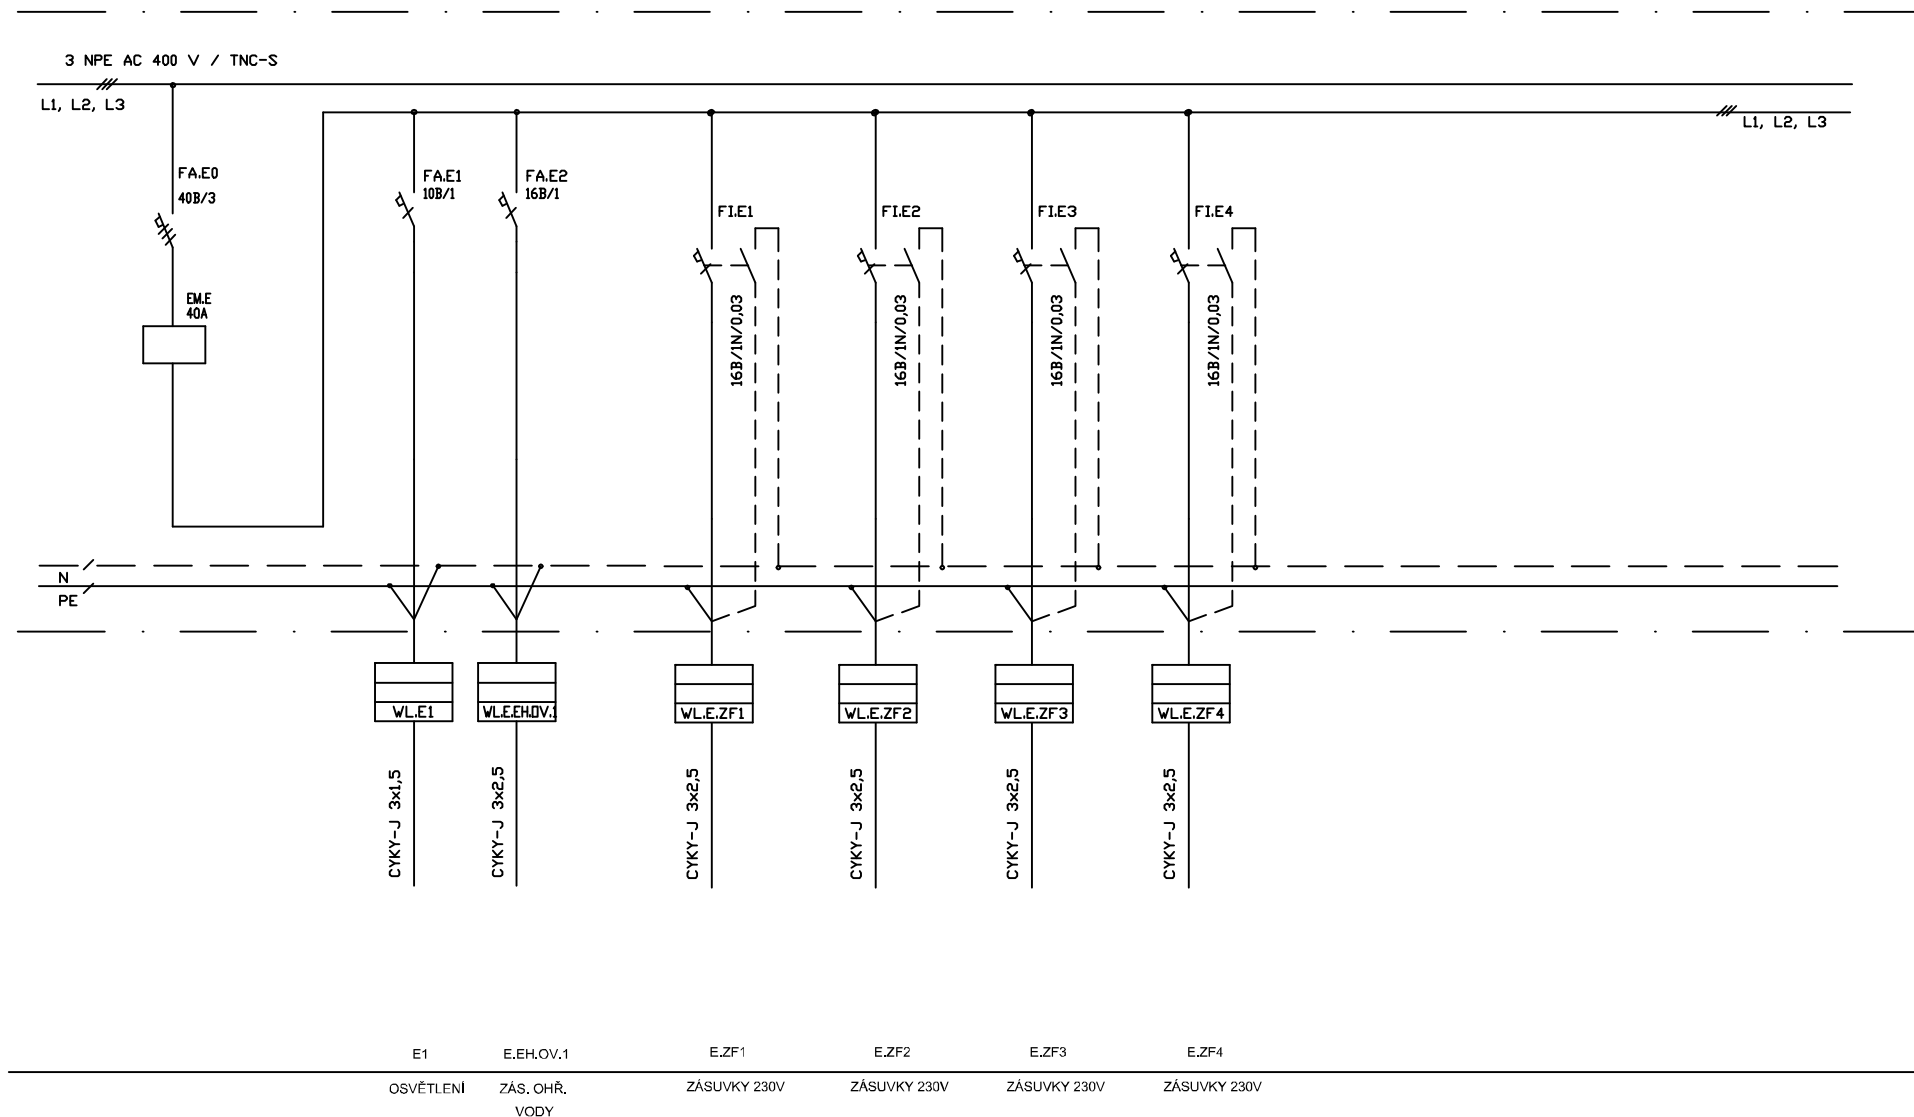 3 NPE AC 400 V / TNC-S
L1, L2, L3
L1, L2, L3
FA.E0
40B/3
EM.E
40A
FA.E1
10B/1
FA.E2
16B/1
FI.E1
16B/1N/0,03
FI.E2
16B/1N/0,03
FI.E3
16B/1N/0,03
FI.E4
16B/1N/0,03
N
PE
WL.E1
WL.E.EH.OV.1
WL.E.ZF1
WL.E.ZF2
WL.E.ZF3
WL.E.ZF4
CYKY-J 3x1,5
CYKY-J 3x2,5
CYKY-J 3x2,5
CYKY-J 3x2,5
CYKY-J 3x2,5
CYKY-J 3x2,5
E1
E.EH.OV.1
E.ZF1
E.ZF2
E.ZF3
E.ZF4
OSVĚTLENÍ
ZÁS. OHŘ.
VODY
ZÁSUVKY 230V
ZÁSUVKY 230V
ZÁSUVKY 230V
ZÁSUVKY 230V